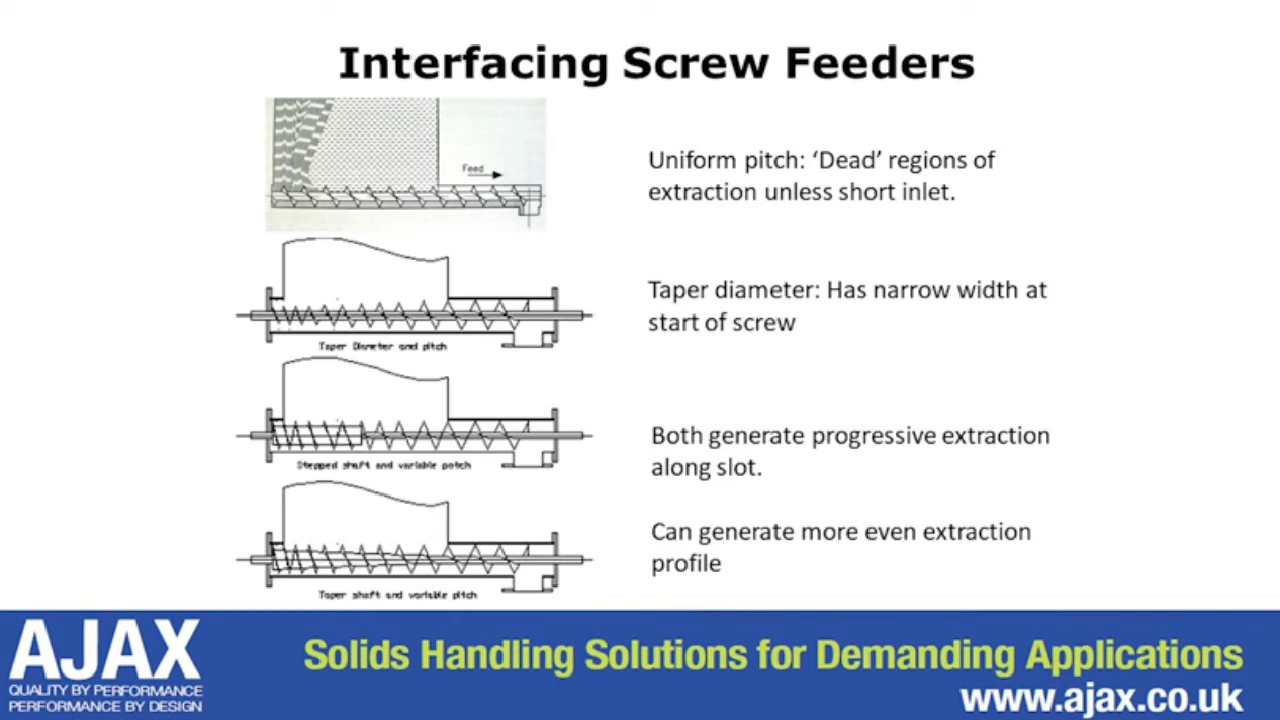 Interfacing Screw Feeders
Feed
Uniform pitch: ‘Dead’ regions of
extraction unless short inlet.
Taper diameter: Has narrow width at
start of screw
Taper Diameter and pitch
Both generate progressive extraction
along slot.
Stepped shaft and variable potch
Can generate more even extraction
profile
Taper shaft and variable pitch
AJAX
QUALITY BY PERFORMANCE
PERFORMANCE BY DESIGN
Solids Handling Solutions for Demanding Applications
www.ajax.co.uk